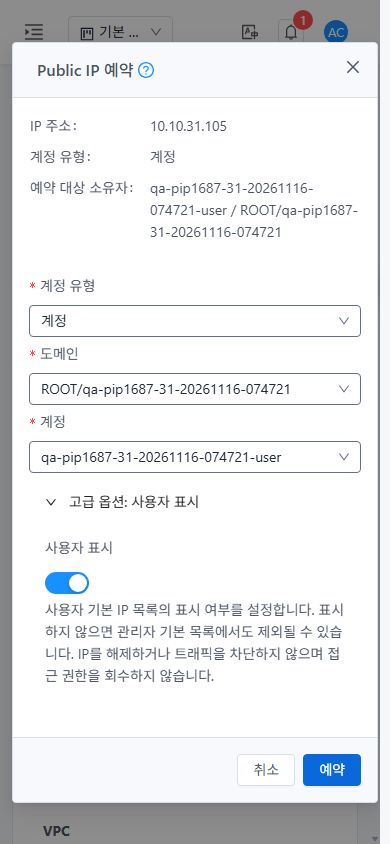 기본 ...
1
AC
Public IP 예약
IP 주소: 10.10.31.105
계정 유형: 계정
예약 대상 소유자: qa-pip1687-31-20261116-
074721-user / ROOT/qa-pip1687-
31-20261116-074721
* 계정 유형
계정
* 도메인
ROOT/qa-pip1687-31-20261116-074721
* 계정
qa-pip1687-31-20261116-074721-user
고급 옵션: 사용자 표시
사용자 표시
사용자 기본 IP 목록의 표시 여부를 설정합니다. 표시
하지 않으면 관리자 기본 목록에서도 제외될 수 있습
니다. IP를 해제하거나 트래픽을 차단하지 않으며 접
근 권한을 회수하지 않습니다.
취소
예약
VPC